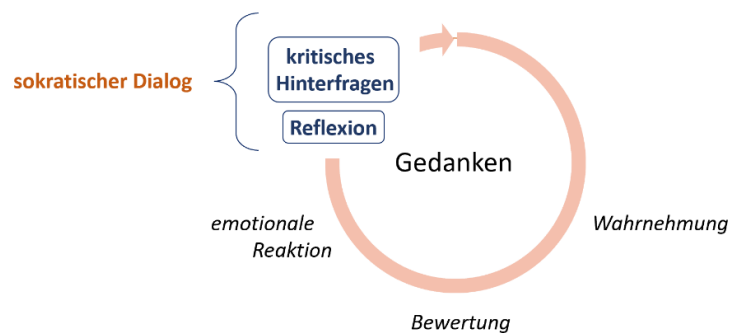 sokratischer Dialog
kritisches
Hinterfragen
Reflexion
Gedanken
emotionale
Reaktion
Wahrnehmung
Bewertung